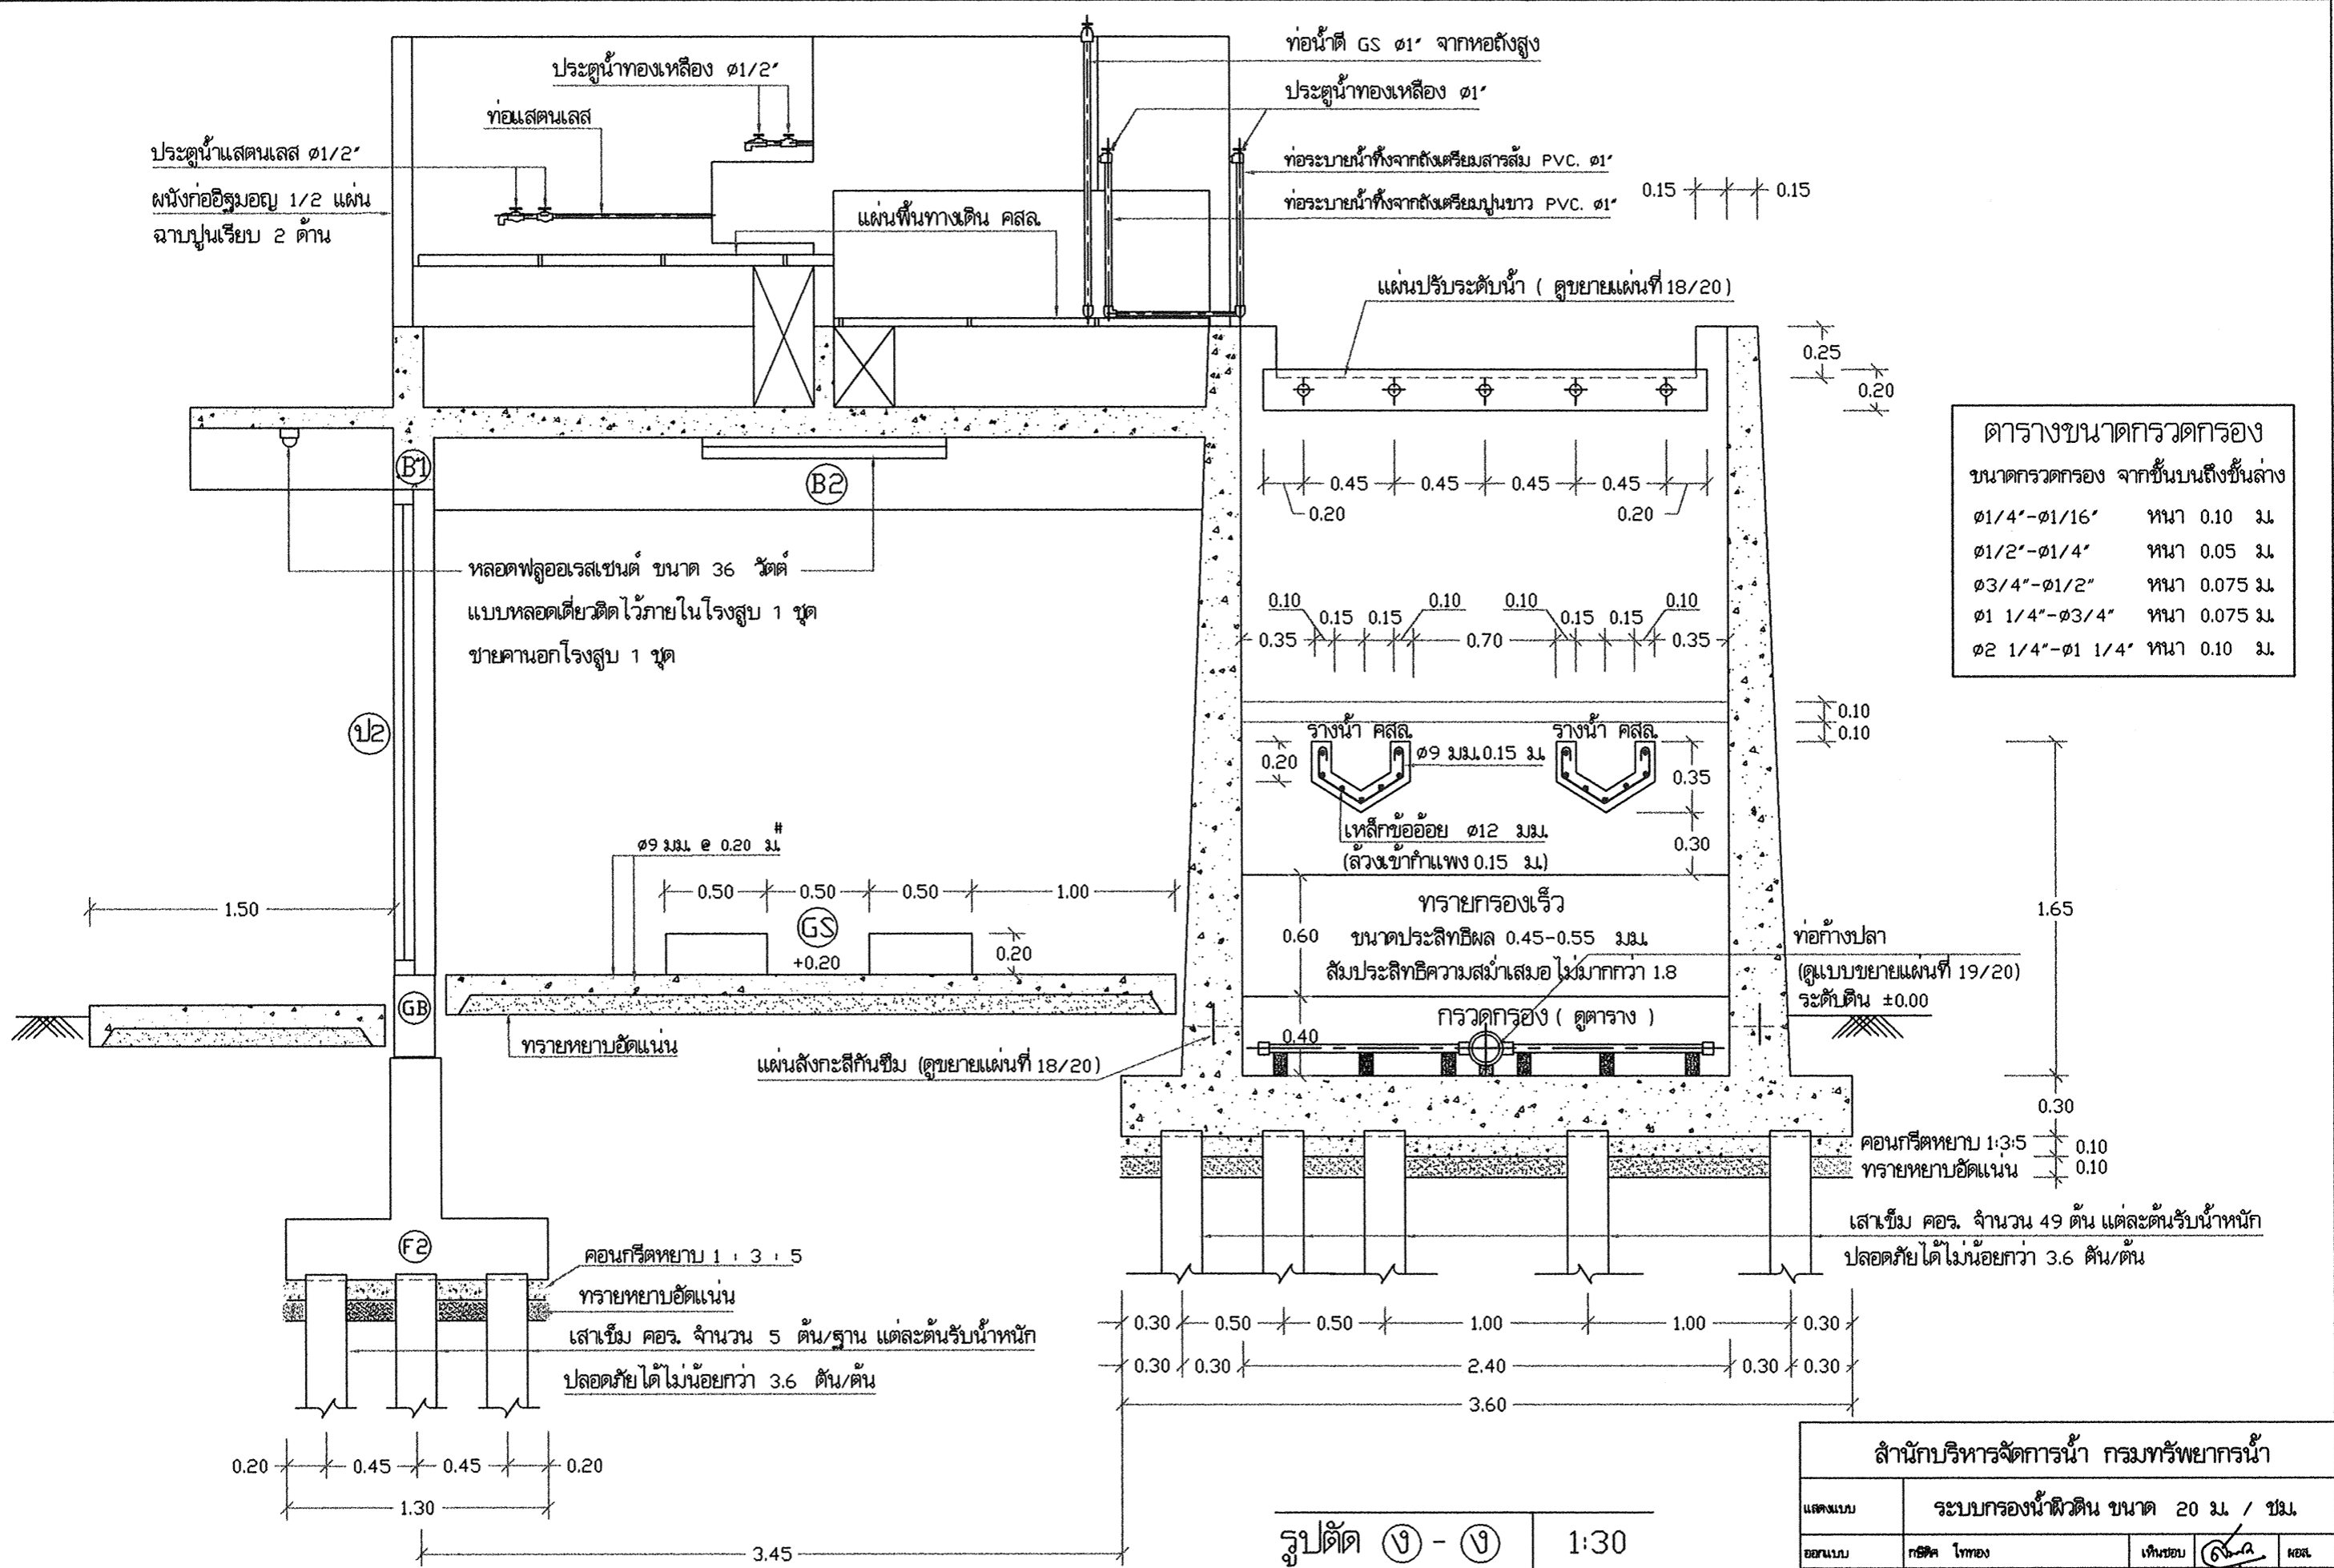 ท่อน้ำดี GS ø1" จากหอถังสูง
ประตูน้ำทองเหลือง ø1/2"
ประตูน้ำทองเหลือง ø1"
ท่อแสตนเลส
ประตูน้ำแสตนเลส ø1/2"
ท่อระบายน้ำทิ้งจากถังเตรียมสารส้ม PVC. ø1"
ผนังก่ออิฐมอญ 1/2 แผ่น
ฉาบปูนเรียบ 2 ด้าน
ท่อระบายน้ำทิ้งจากถังเตรียมปูนขาว PVC. ø1"
0.15 0.15
แผ่นพื้นทางเดิน คสล.
แผ่นปรับระดับน้ำ ( ดูขยายแผ่นที่ 18/20 )
0.25
0.20
ตารางขนาดกรวดกรอง
ขนาดกรวดกรอง จากชั้นบนถึงชั้นล่าง
ø1/4"-ø1/16" หนา 0.10 ม.
ø1/2"-ø1/4" หนา 0.05 ม.
ø3/4"-ø1/2" หนา 0.075 ม.
ø1 1/4"-ø3/4" หนา 0.075 ม.
ø2 1/4"-ø1 1/4" หนา 0.10 ม.
B1
B2
0.45 0.45 0.45 0.45
0.20 0.20
หลอดฟลูออเรสเซนต์ ขนาด 36 วัตต์
แบบหลอดเดี่ยวติดไว้ภายในโรงสูบ 1 ชุด
ชายคานอกโรงสูบ 1 ชุด
0.10 0.10 0.10 0.10
0.15 0.15 0.15 0.15
0.35 0.70 0.35
ป2
0.10
0.10
รางน้ำ คสล. รางน้ำ คสล.
0.20
ø9 มม. 0.15 ม.
0.35
เหล็กข้ออ้อย ø12 มม.
(ล้วงเข้ากำแพง 0.15 ม.)
0.30
ø9 มม. @ 0.20 ม.#
0.50 0.50 0.50 1.00
1.50
GS
+0.20
0.20
ทรายกรองเร็ว
0.60
ขนาดประสิทธิผล 0.45-0.55 มม.
สัมประสิทธิความสม่ำเสมอ ไม่มากกว่า 1.8
1.65
ท่อก้างปลา
(ดูแบบขยายแผ่นที่ 19/20)
ระดับดิน ±0.00
GB
กรวดกรอง ( ดูตาราง )
0.40
ทรายหยาบอัดแน่น
แผ่นสังกะสีกันซึม (ดูขยายแผ่นที่ 18/20)
0.30
คอนกรีตหยาบ 1:3:5 0.10
ทรายหยาบอัดแน่น 0.10
เสาเข็ม คอร. จำนวน 49 ต้น แต่ละต้นรับน้ำหนัก
ปลอดภัยได้ไม่น้อยกว่า 3.6 ตัน/ต้น
F2
คอนกรีตหยาบ 1 : 3 : 5
ทรายหยาบอัดแน่น
เสาเข็ม คอร. จำนวน 5 ต้น/ฐาน แต่ละต้นรับน้ำหนัก
ปลอดภัยได้ไม่น้อยกว่า 3.6 ตัน/ต้น
0.30 0.50 0.50 1.00 1.00 0.30
0.30 0.30 2.40 0.30 0.30
3.60
0.20 0.45 0.45 0.20
1.30
3.45
รูปตัด ง - ง 1:30
สำนักบริหารจัดการน้ำ กรมทรัพยากรน้ำ
แสดงแบบ ระบบกรองน้ำผิวดิน ขนาด 20 ม. / ชม.
ออกแบบ ไททอง เห็นชอบ ผอส.